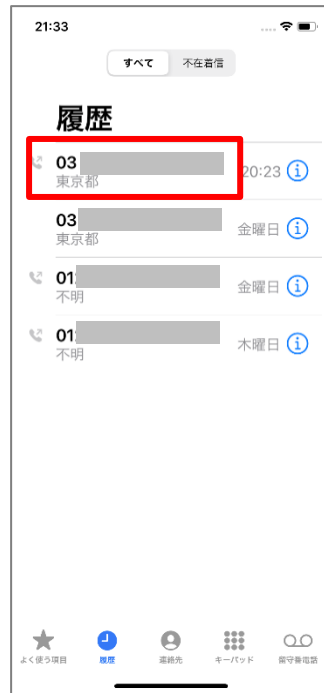 21:33
すべて 不在着信
履歴
03
東京都
20:23
03
東京都
金曜日
01
不明
金曜日
01
不明
木曜日
よく使う項目 履歴 連絡先 キーパッド 留守番電話